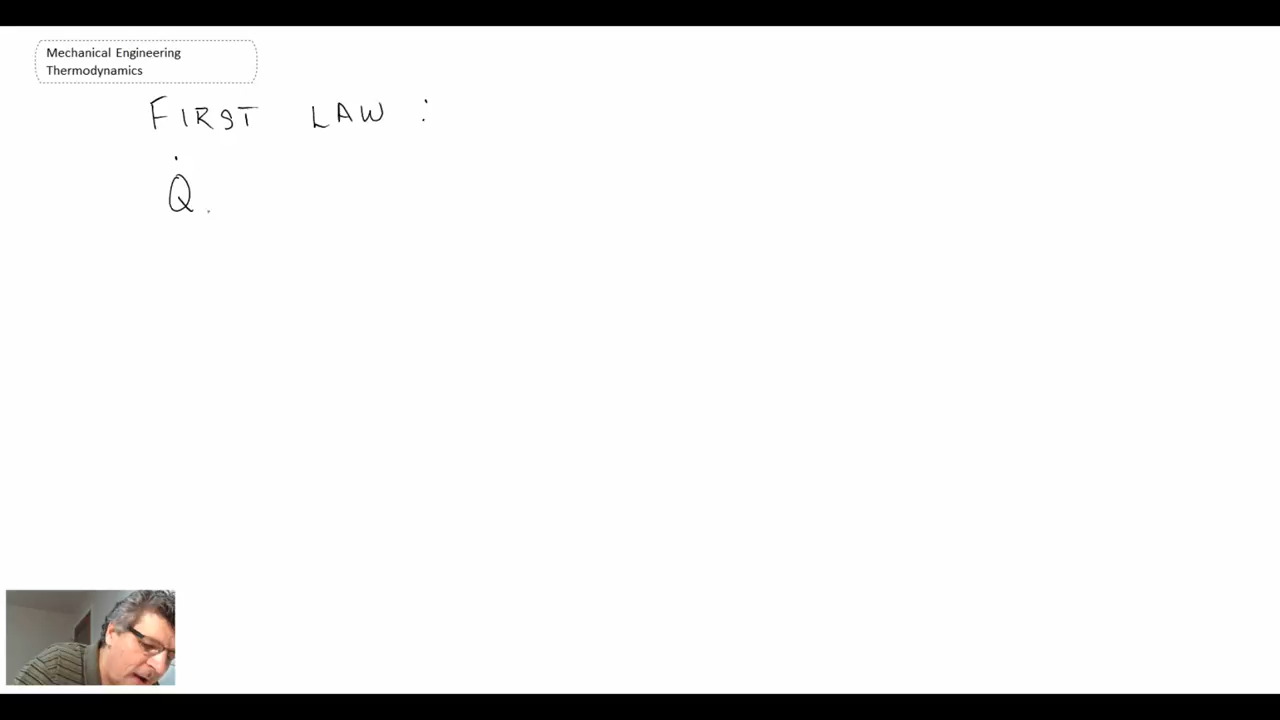 Mechanical Engineering
Thermodynamics
FIRST LAW :
Q̇